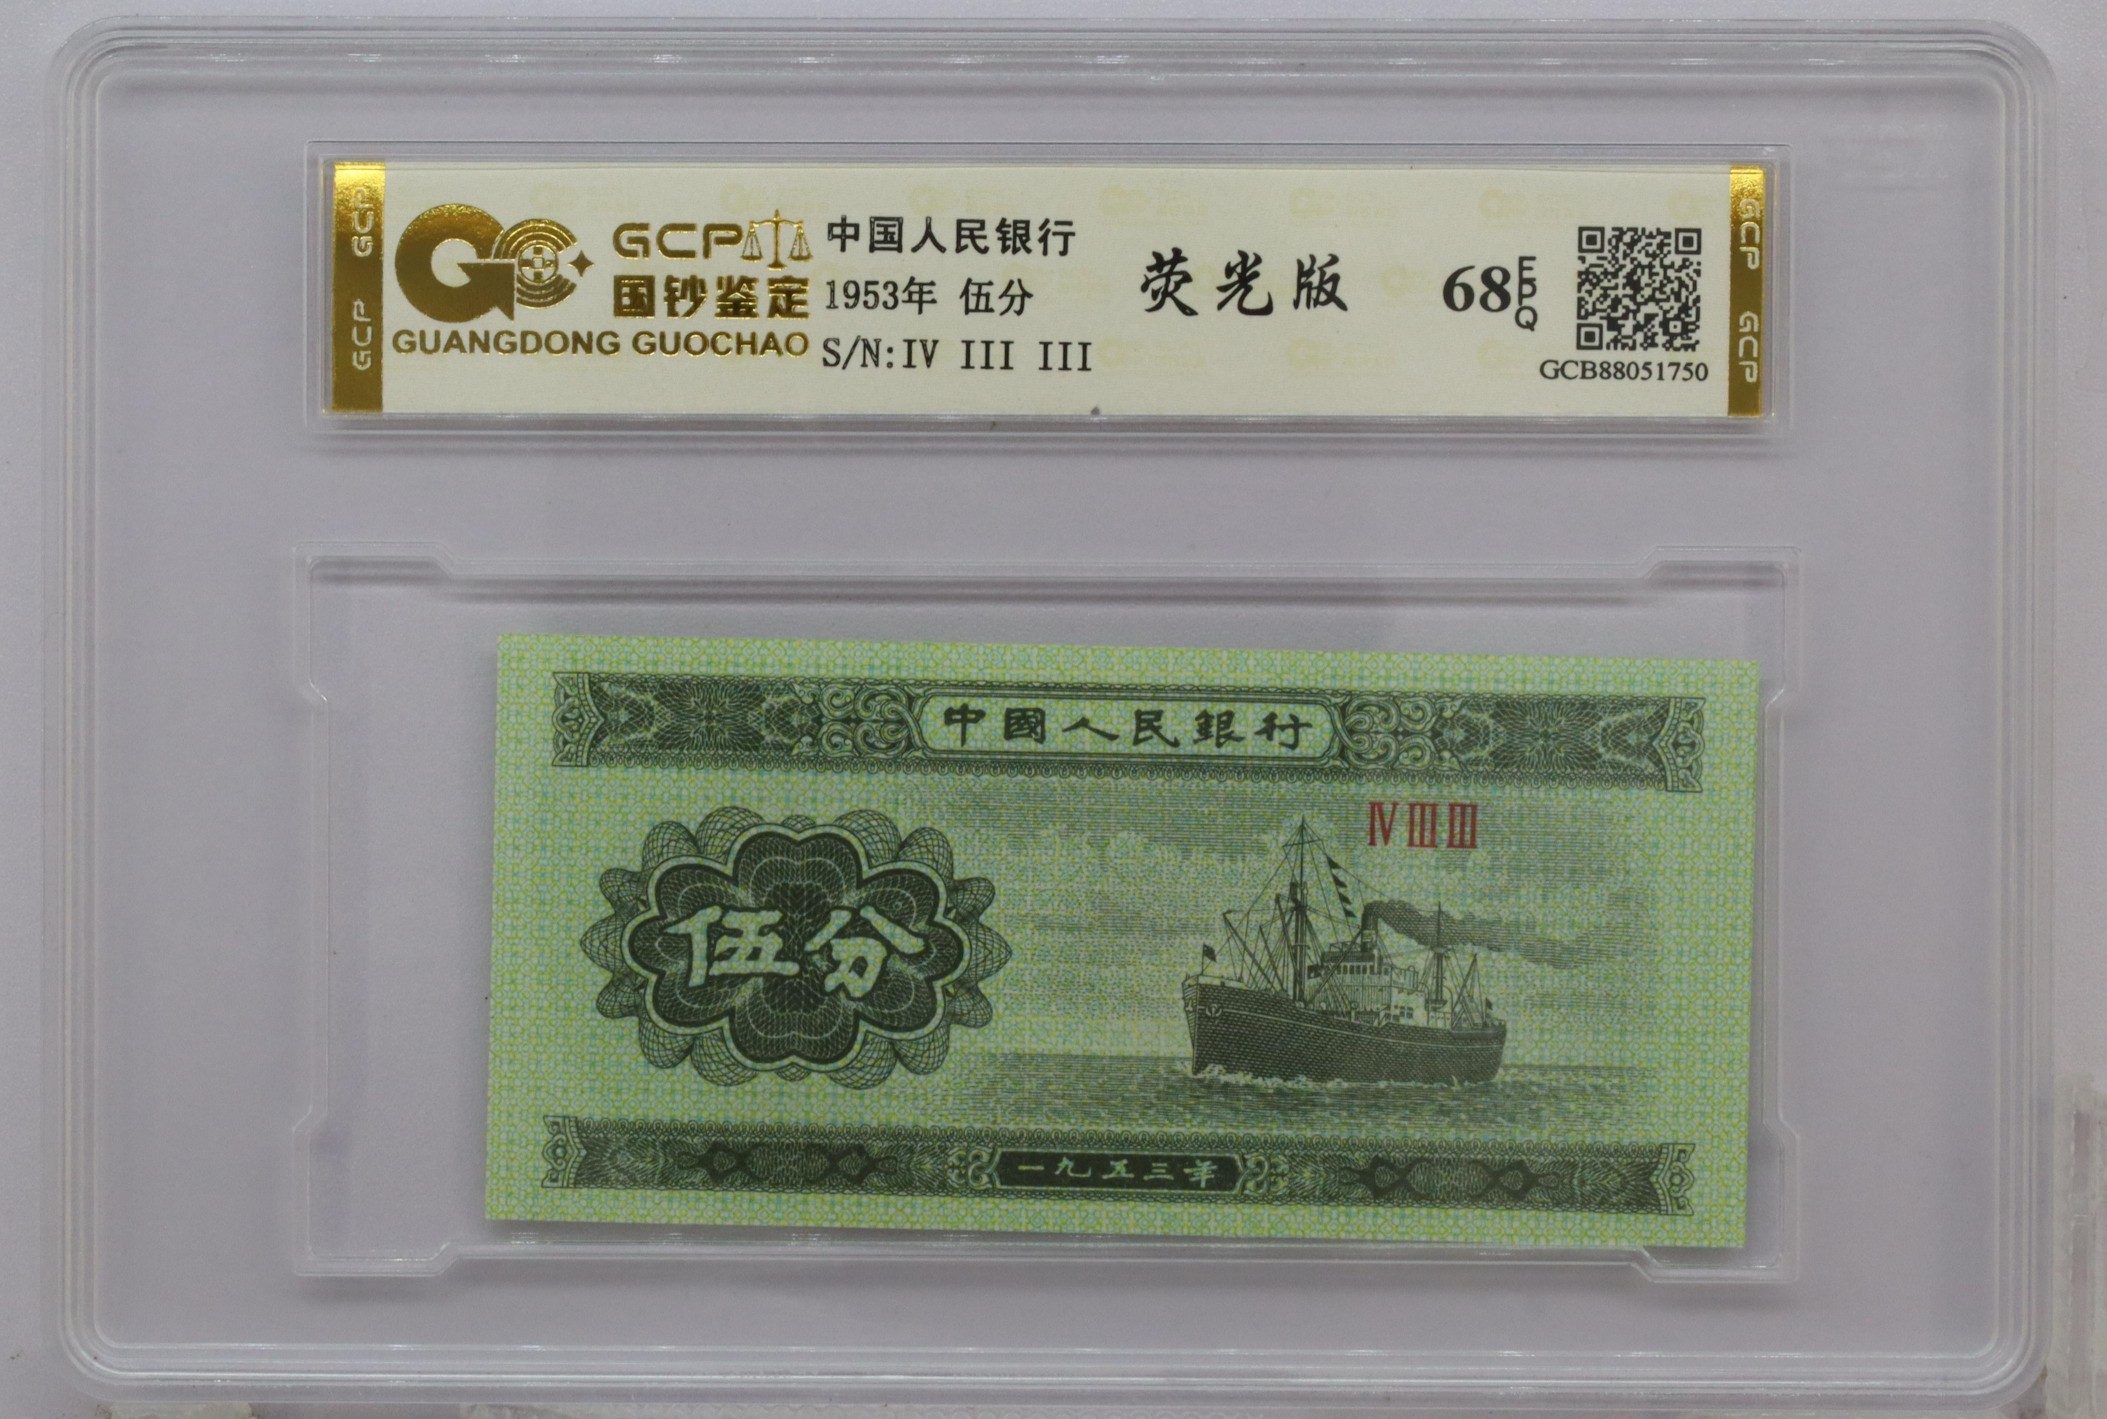 GCP GCP
GCP
国钞鉴定
GUANGDONG GUOCHAO
中国人民银行
1953年 伍分
S/N:IV III III
荧光版
68 EPQ
GCB88051750
GCP GCP
中國人民銀行
IV III III
伍分
一九五三年